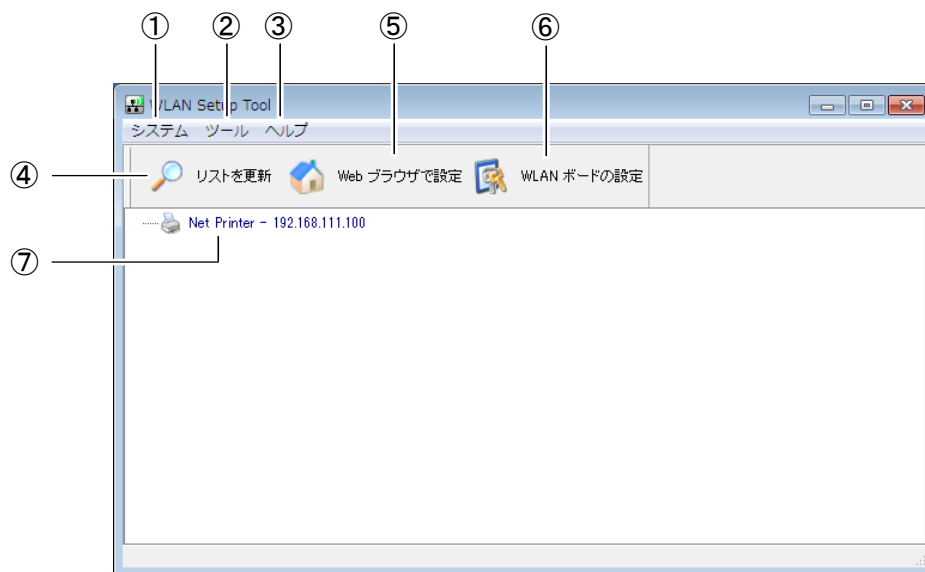 ① ② ③ ⑤ ⑥
WLAN Setup Tool
システム ツール ヘルプ
④ リストを更新 Web ブラウザで設定 WLAN ボードの設定
Net Printer - 192.168.111.100
⑦